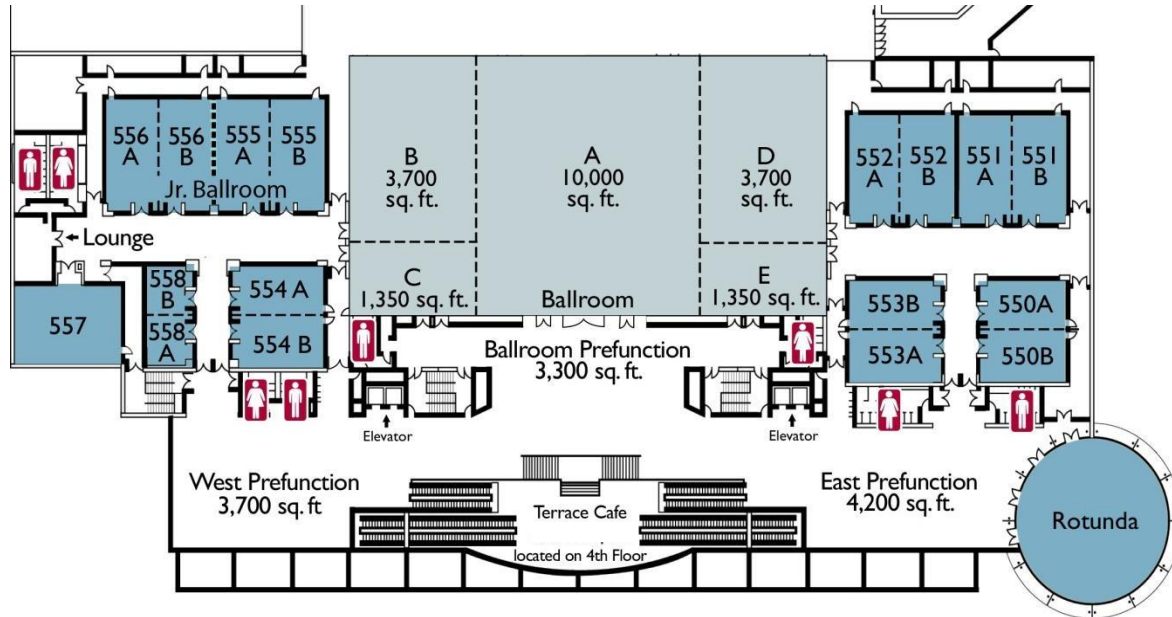 556
A
556
B
555
A
555
B
Jr. Ballroom
Lounge
557
558
B
558
A
554 A
554 B
B
3,700
sq. ft.
A
10,000
sq. ft.
D
3,700
sq. ft.
C
1,350 sq. ft.
Ballroom
E
1,350 sq. ft.
Ballroom Prefunction
3,300 sq. ft.
Elevator
Elevator
552
A
552
B
551
A
551
B
553B
553A
550A
550B
West Prefunction
3,700 sq. ft
Terrace Cafe
located on 4th Floor
East Prefunction
4,200 sq. ft.
Rotunda